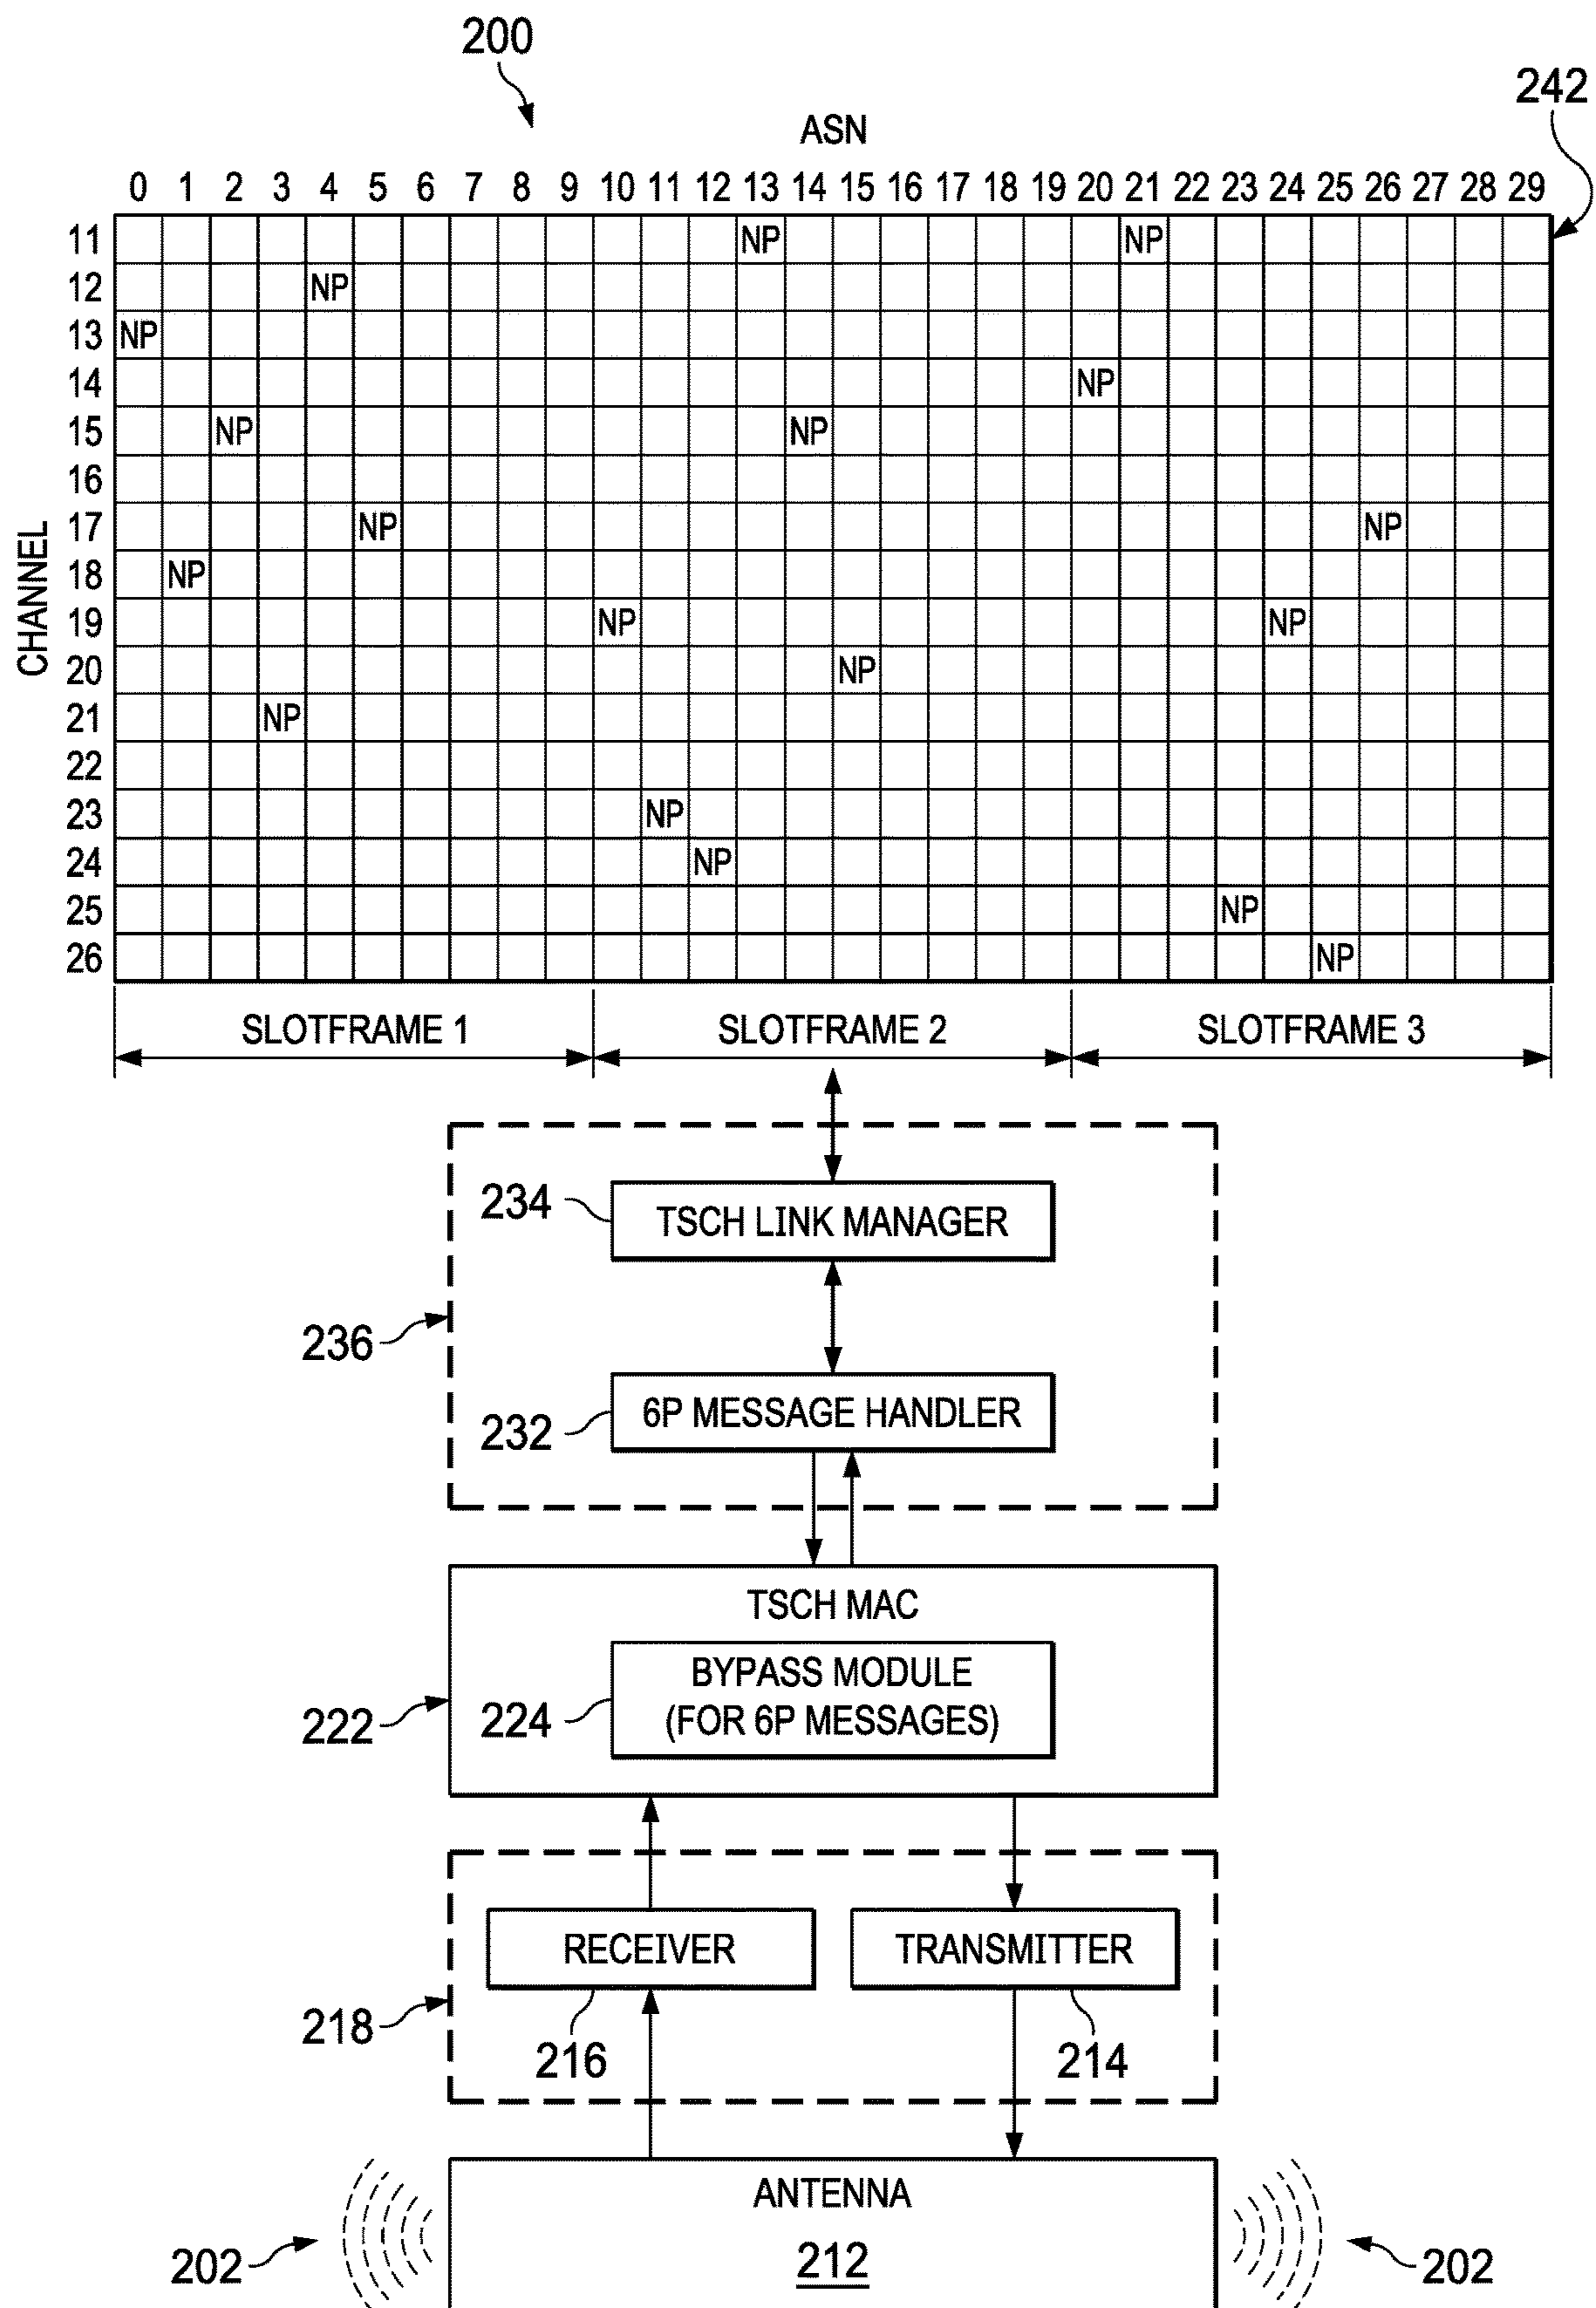 200
242
ASN
0 1 2 3 4 5 6 7 8 9 10 11 12 13 14 15 16 17 18 19 20 21 22 23 24 25 26 27 28 29
CHANNEL
11 NP NP
12 NP
13 NP
14 NP
15 NP NP
16
17 NP NP
18 NP
19 NP NP
20 NP
21 NP
22
23 NP
24 NP
25 NP
26 NP
SLOTFRAME 1 SLOTFRAME 2 SLOTFRAME 3
234 TSCH LINK MANAGER
236
232 6P MESSAGE HANDLER
TSCH MAC
222 224 BYPASS MODULE
(FOR 6P MESSAGES)
RECEIVER TRANSMITTER
218 216 214
ANTENNA
202 212 202